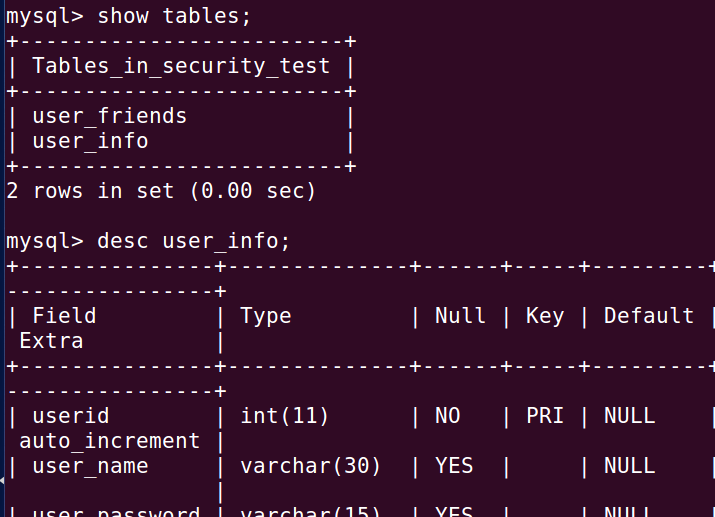 mysql> show tables;
+-------------------------+
| Tables_in_security_test |
+-------------------------+
| user_friends            |
| user_info               |
+-------------------------+
2 rows in set (0.00 sec)

mysql> desc user_info;
+---------------+--------------+------+-----+---------+
----------------+
| Field         | Type         | Null | Key | Default |
 Extra          |
+---------------+--------------+------+-----+---------+
----------------+
| userid        | int(11)      | NO   | PRI | NULL    |
 auto_increment |
| user_name     | varchar(30)  | YES  |     | NULL    |
                |
| user_password | varchar(15)  | YES  |     | NULL    |